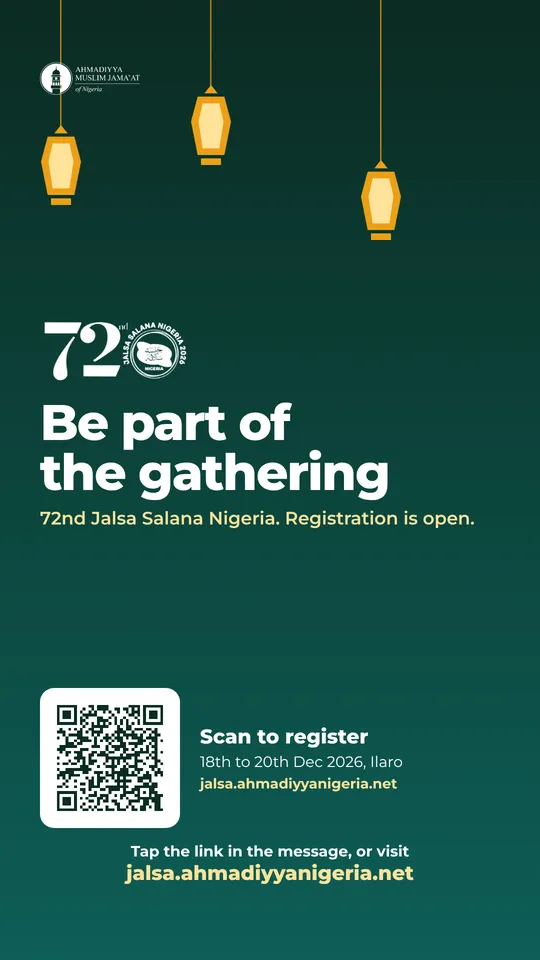 AHMADIYYA
MUSLIM JAMA'AT
of Nigeria
72nd
JALSA SALANA NIGERIA 2026
NIGERIA
Be part of
the gathering
72nd Jalsa Salana Nigeria. Registration is open.
Scan to register
18th to 20th Dec 2026, Ilaro
jalsa.ahmadiyyanigeria.net
Tap the link in the message, or visit
jalsa.ahmadiyyanigeria.net